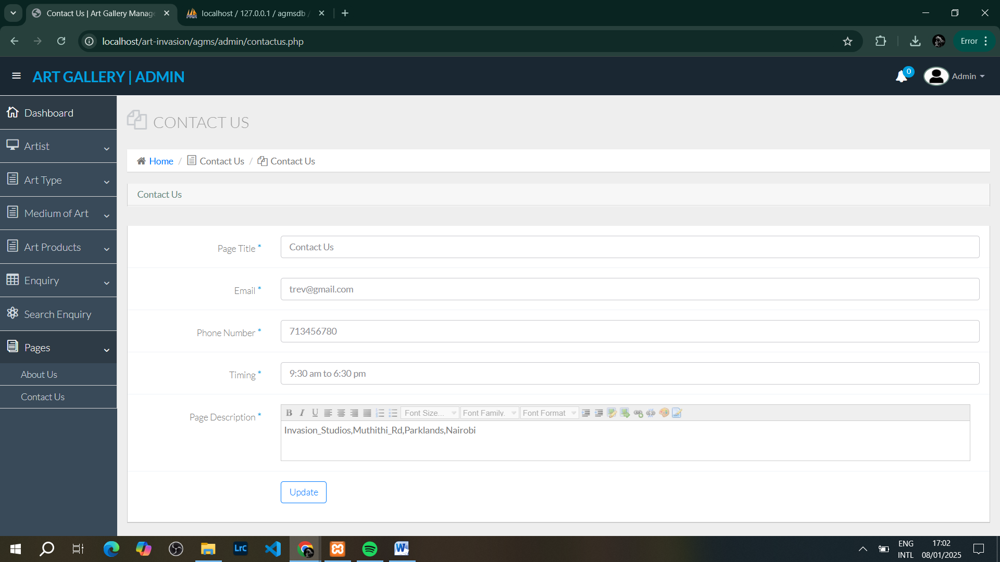 Contact Us | Art Gallery Manage
localhost / 127.0.0.1 / agmsdb /
localhost/art-invasion/agms/admin/contactus.php
Error
ART GALLERY | ADMIN
0
Admin
Dashboard
Artist
Art Type
Medium of Art
Art Products
Enquiry
Search Enquiry
Pages
About Us
Contact Us
CONTACT US
Home / Contact Us / Contact Us
Contact Us
Page Title * Contact Us
Email * trev@gmail.com
Phone Number * 713456780
Timing * 9:30 am to 6:30 pm
Page Description *
B I U Font Size... Font Family. Font Format
Invasion_Studios,Muthithi_Rd,Parklands,Nairobi
Update
Lrc
ENG
INTL
17:02
08/01/2025